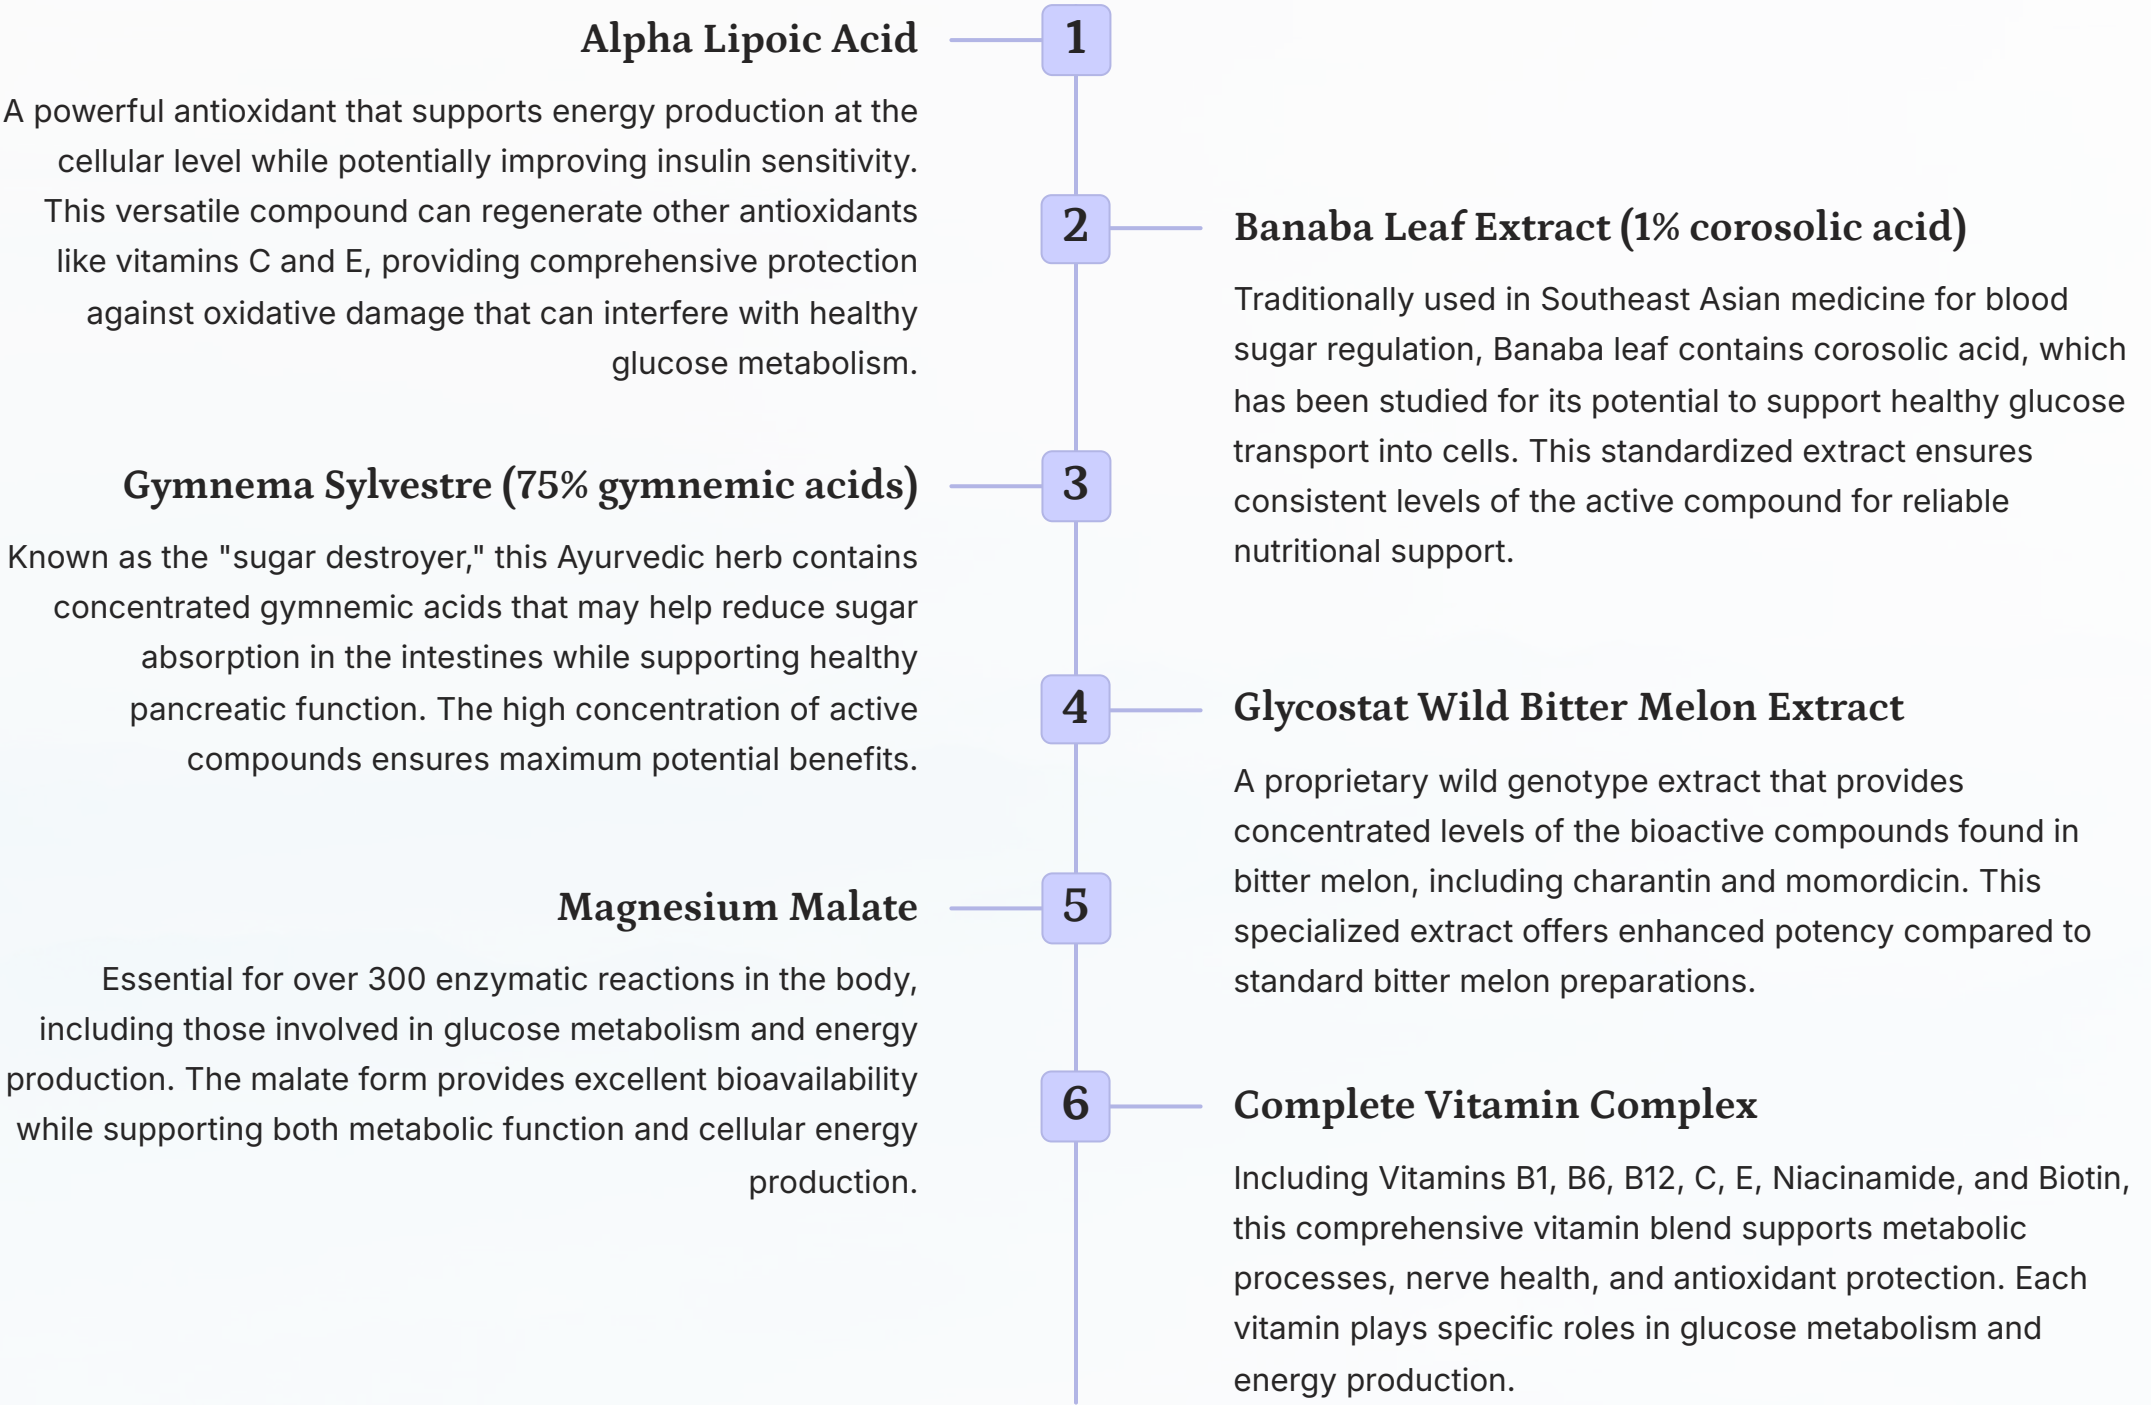 1
Alpha Lipoic Acid
A powerful antioxidant that supports energy production at the
cellular level while potentially improving insulin sensitivity.
This versatile compound can regenerate other antioxidants
like vitamins C and E, providing comprehensive protection
against oxidative damage that can interfere with healthy
glucose metabolism.
2
Banaba Leaf Extract (1% corosolic acid)
Traditionally used in Southeast Asian medicine for blood
sugar regulation, Banaba leaf contains corosolic acid, which
has been studied for its potential to support healthy glucose
transport into cells. This standardized extract ensures
consistent levels of the active compound for reliable
nutritional support.
3
Gymnema Sylvestre (75% gymnemic acids)
Known as the "sugar destroyer," this Ayurvedic herb contains
concentrated gymnemic acids that may help reduce sugar
absorption in the intestines while supporting healthy
pancreatic function. The high concentration of active
compounds ensures maximum potential benefits.
4
Glycostat Wild Bitter Melon Extract
A proprietary wild genotype extract that provides
concentrated levels of the bioactive compounds found in
bitter melon, including charantin and momordicin. This
specialized extract offers enhanced potency compared to
standard bitter melon preparations.
5
Magnesium Malate
Essential for over 300 enzymatic reactions in the body,
including those involved in glucose metabolism and energy
production. The malate form provides excellent bioavailability
while supporting both metabolic function and cellular energy
production.
6
Complete Vitamin Complex
Including Vitamins B1, B6, B12, C, E, Niacinamide, and Biotin,
this comprehensive vitamin blend supports metabolic
processes, nerve health, and antioxidant protection. Each
vitamin plays specific roles in glucose metabolism and
energy production.